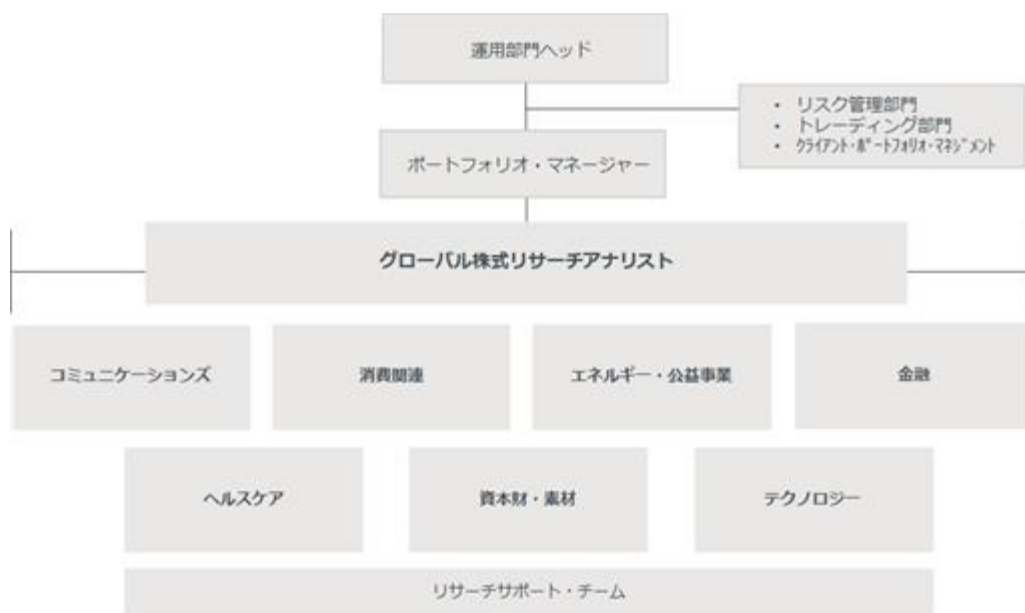 運用部門ヘッド
• リスク管理部門
• トレーディング部門
• クライアント・ポートフォリオ・マネジメント
ポートフォリオ・マネージャー
グローバル株式リサーチアナリスト
コミュニケーションズ
消費関連
エネルギー・公益事業
金融
ヘルスケア
資本財・素材
テクノロジー
リサーチサポート・チーム